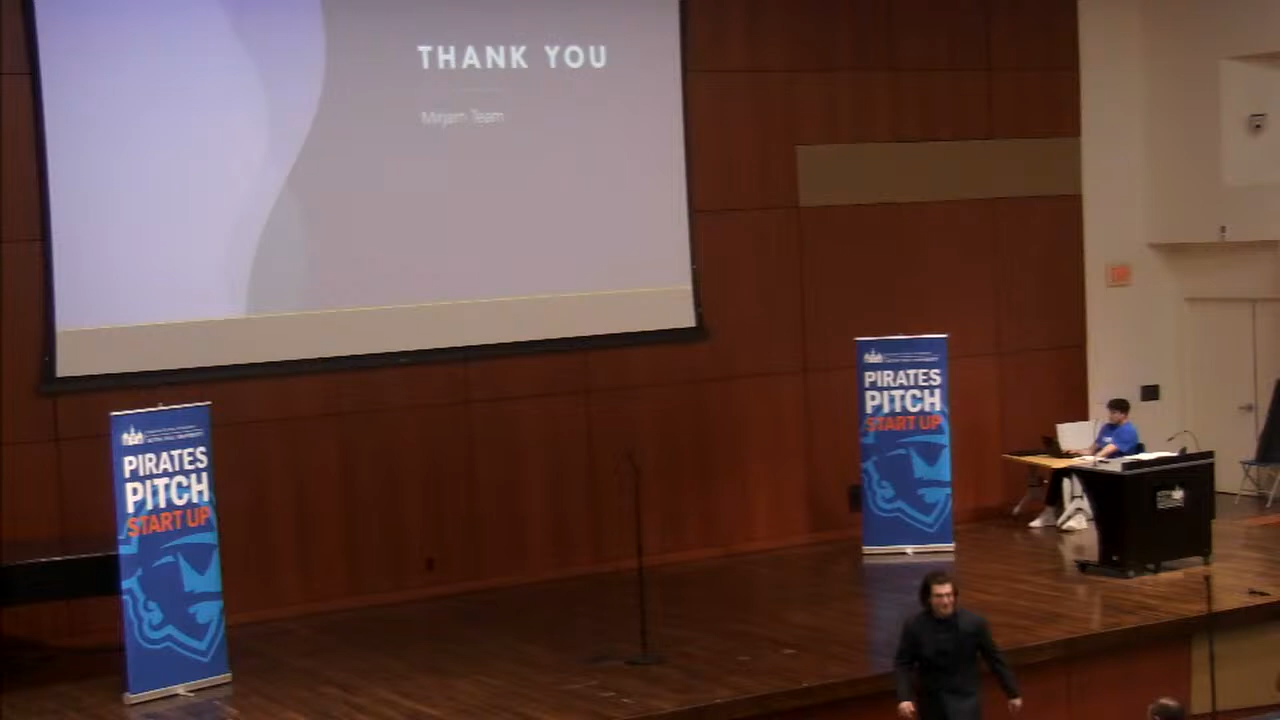 THANK YOU
Mirjam Team
PIRATES
PITCH
START UP
PIRATES
PITCH
START UP